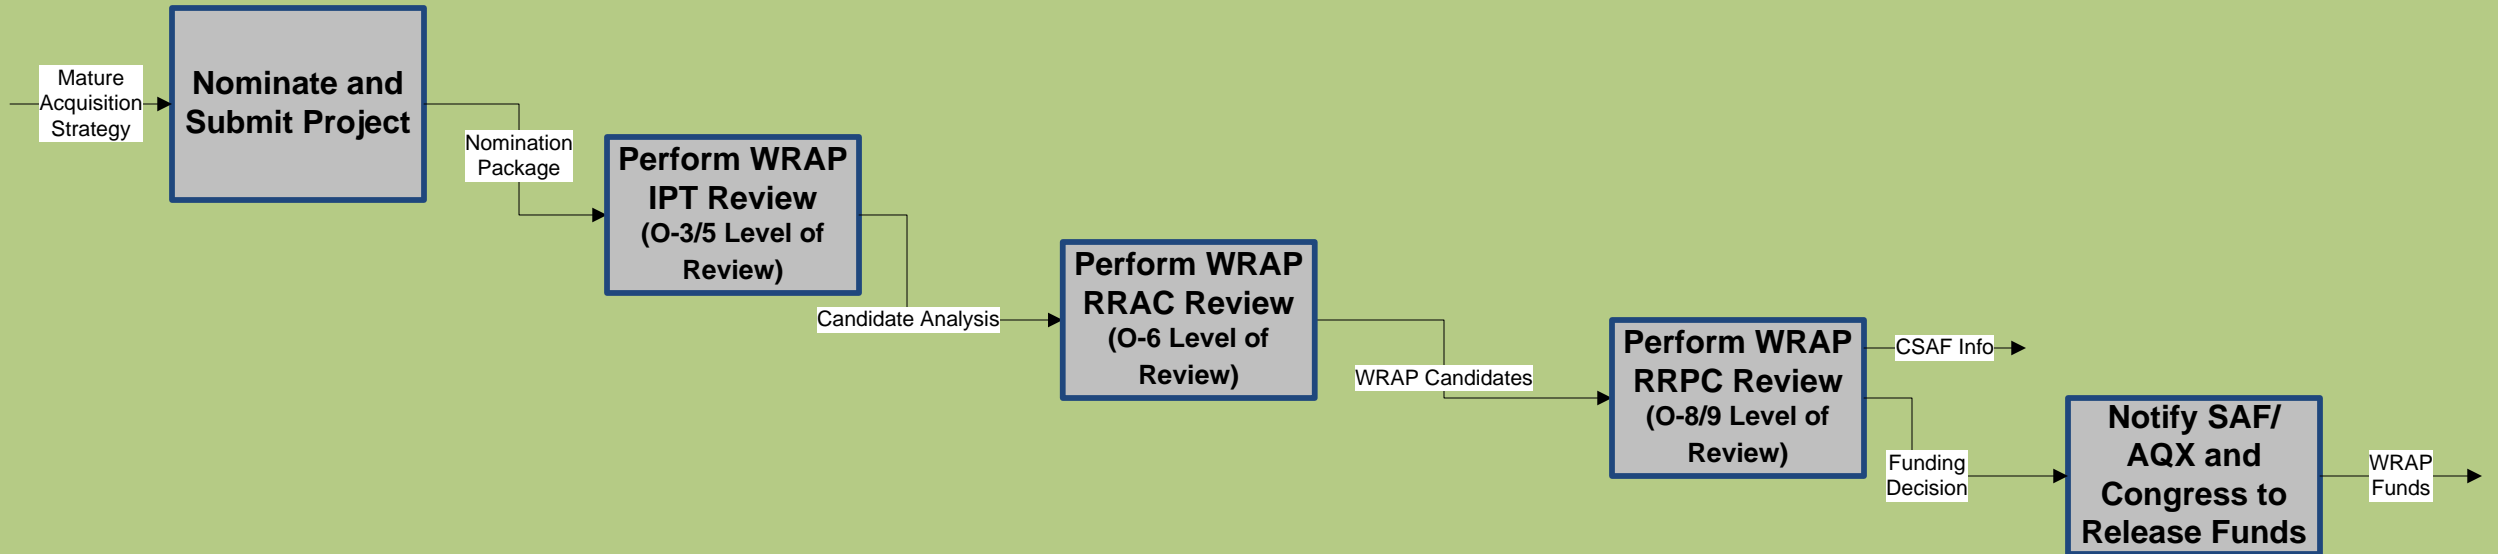 Mature
Acquisition
Strategy
Nominate and
Submit Project
Nomination
Package
Perform WRAP
IPT Review
(O-3/5 Level of
Review)
Candidate Analysis
Perform WRAP
RRAC Review
(O-6 Level of
Review)
WRAP Candidates
Perform WRAP
RRPC Review
(O-8/9 Level of
Review)
CSAF Info
Funding
Decision
Notify SAF/
AQX and
Congress to
Release Funds
WRAP
Funds